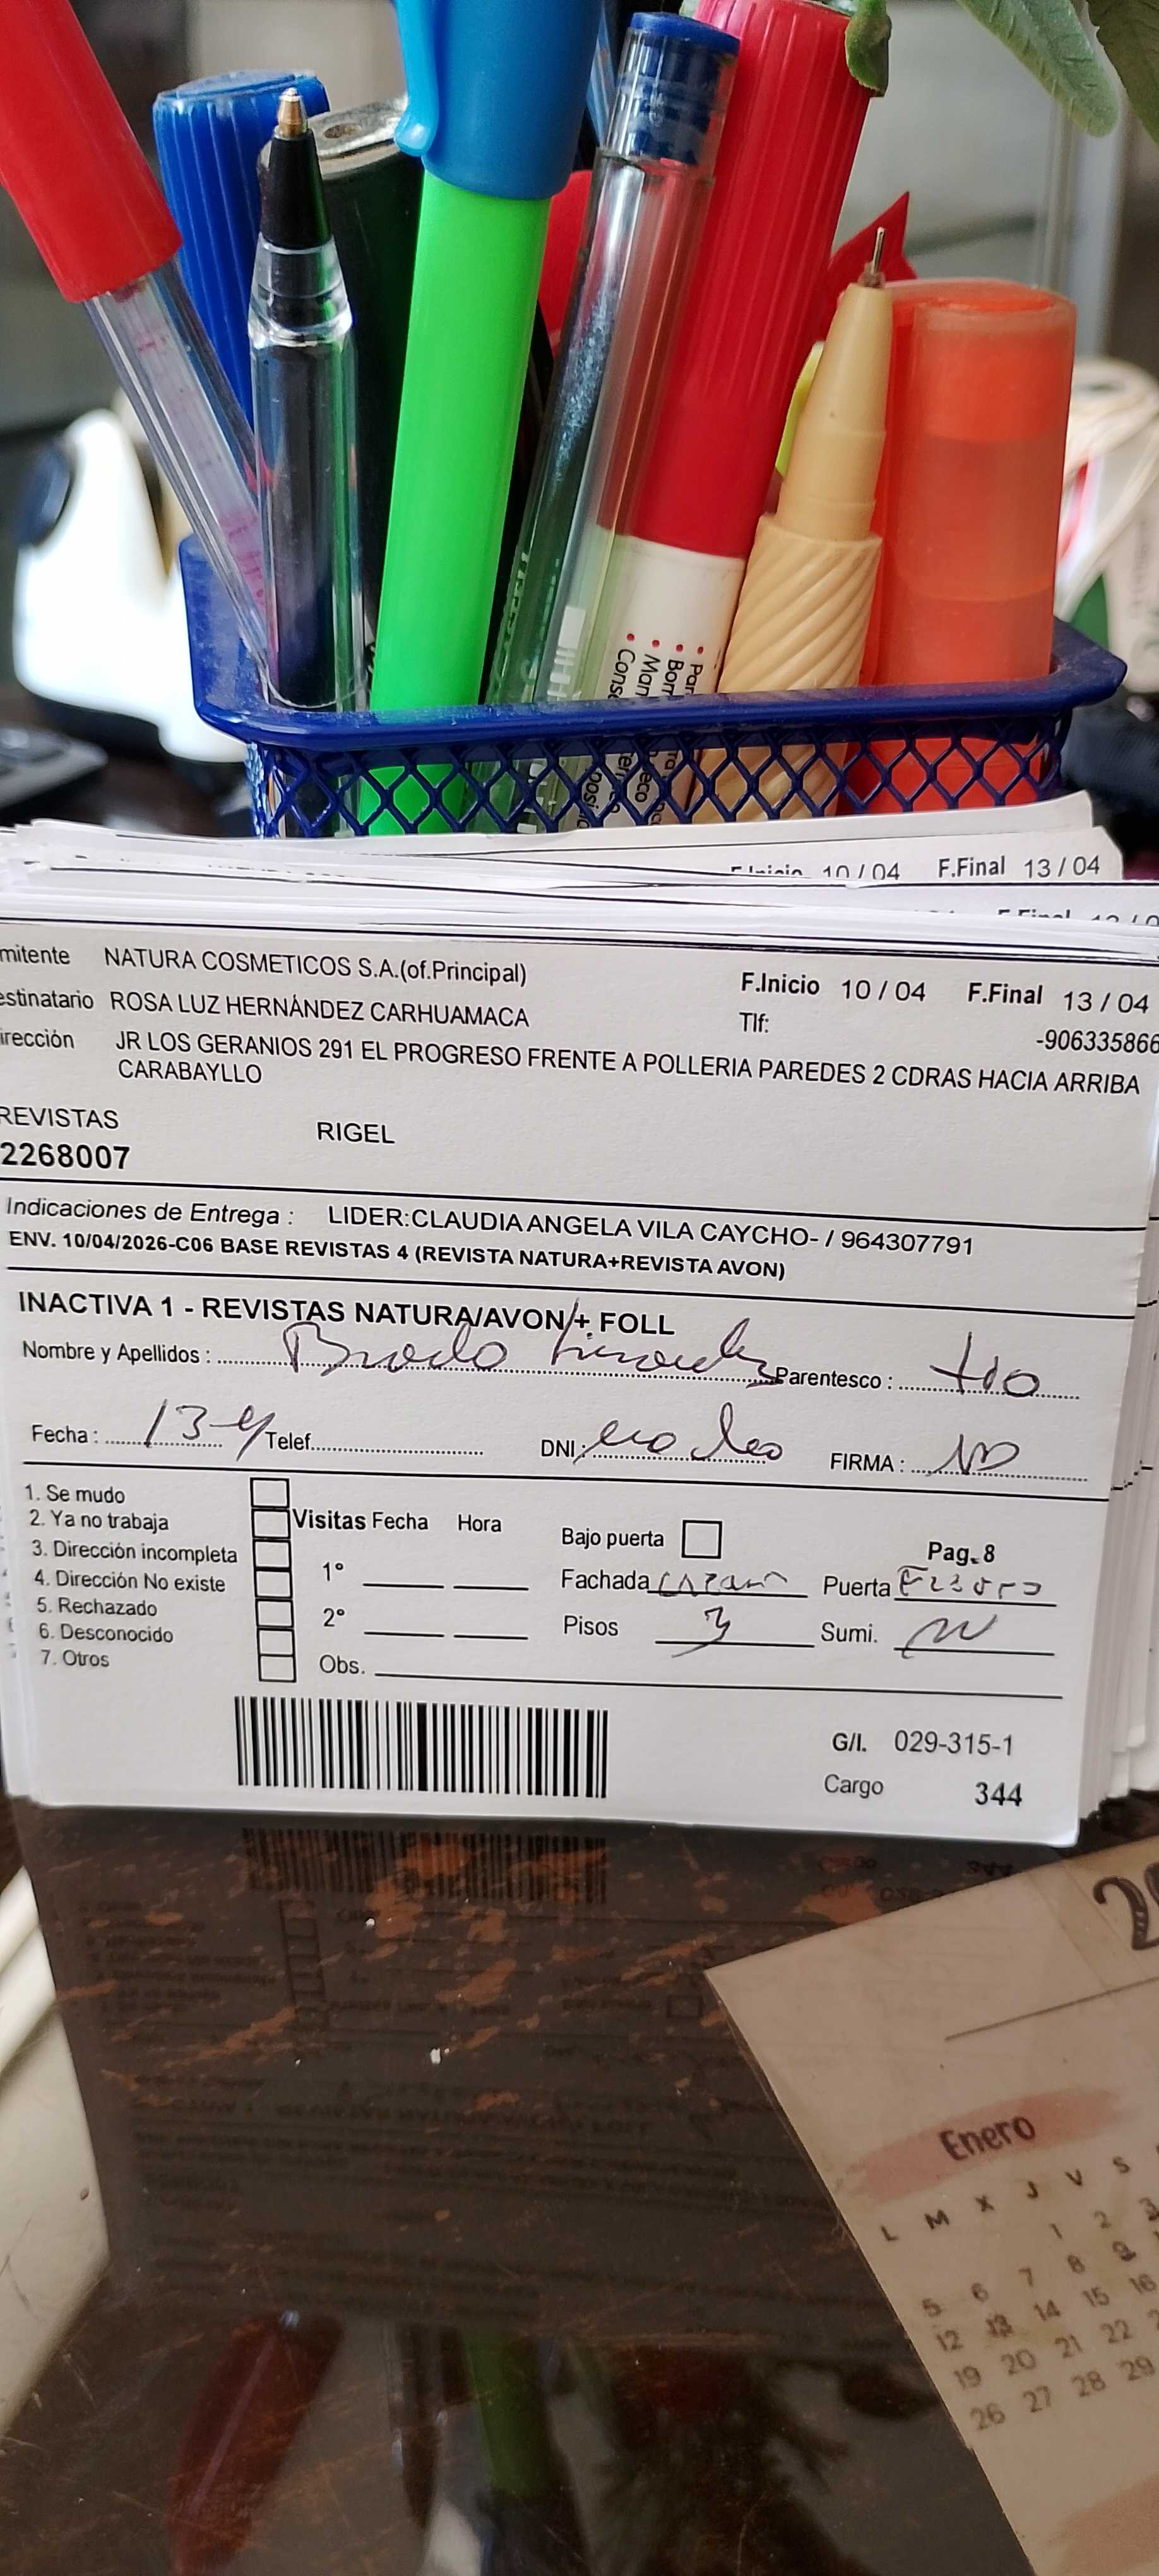 Par
Borr
Man
Cons
F.Inicio 10 / 04 F.Final 13 / 04
F.Final
mitente NATURA COSMETICOS S.A.(of.Principal)
F.Inicio 10 / 04 F.Final 13 / 04
estinatario ROSA LUZ HERNÁNDEZ CARHUAMACA
Tlf: -906335866
irección JR LOS GERANIOS 291 EL PROGRESO FRENTE A POLLERIA PAREDES 2 CDRAS HACIA ARRIBA
CARABAYLLO
REVISTAS RIGEL
2268007
Indicaciones de Entrega : LIDER:CLAUDIA ANGELA VILA CAYCHO- / 964307791
ENV. 10/04/2026-C06 BASE REVISTAS 4 (REVISTA NATURA+REVISTA AVON)
INACTIVA 1 - REVISTAS NATURA/AVON/+ FOLL
Nombre y Apellidos : Parentesco : tio
Fecha : 13-4 Telef. DNI : FIRMA :
1. Se mudo
2. Ya no trabaja
3. Dirección incompleta
4. Dirección No existe
5. Rechazado
6. Desconocido
7. Otros
Visitas Fecha Hora
1°
2°
Obs.
Bajo puerta
Pag. 8
Fachada Puerta
Pisos 3 Sumi.
G/I. 029-315-1
Cargo 344
Enero
L M X J V S
1 2 3
5 6 7 8 9
12 13 14 15 16
19 20 21 22
26 27 28 29